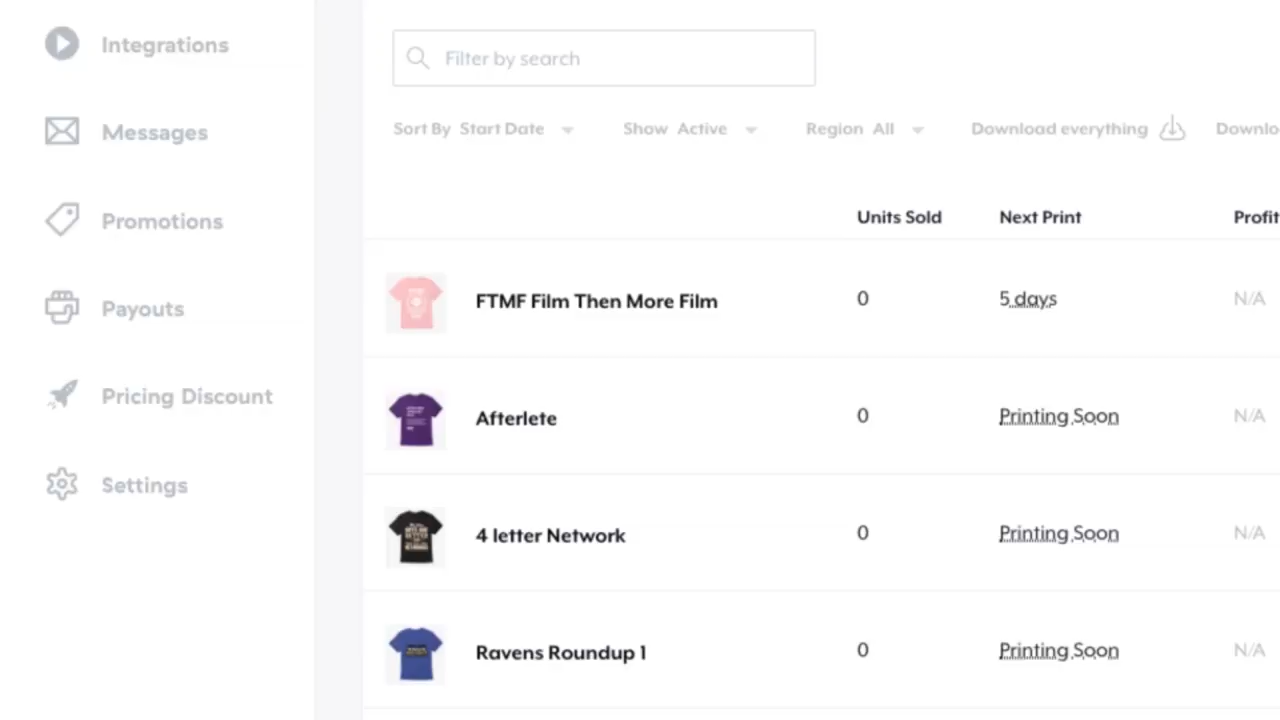 Integrations
Messages
Promotions
Payouts
Pricing Discount
Settings
Filter by search
Sort By Start Date Show Active Region All Download everything Downlo
Units Sold Next Print Profit
FTMF Film Then More Film 0 5 days N/A
Afterlete 0 Printing Soon N/A
4 letter Network 0 Printing Soon N/A
Ravens Roundup 1 0 Printing Soon N/A